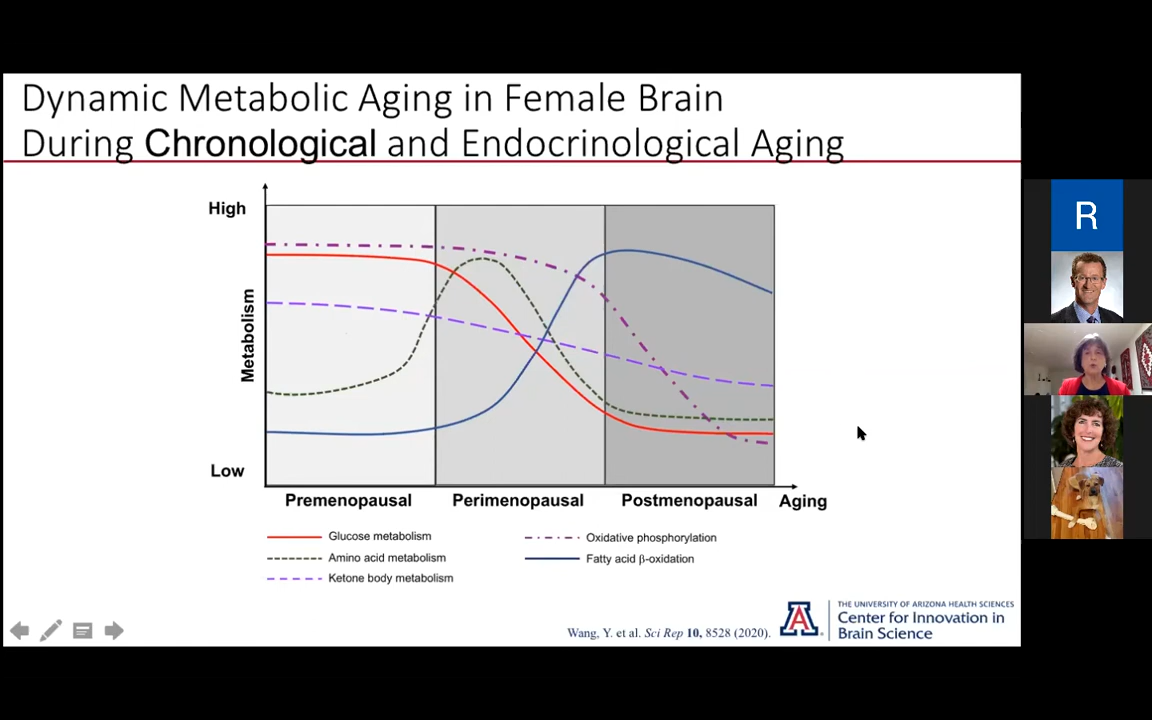 Dynamic Metabolic Aging in Female Brain
During Chronological and Endocrinological Aging
High
Metabolism
Low
Premenopausal
Perimenopausal
Postmenopausal
Aging
Glucose metabolism
Amino acid metabolism
Ketone body metabolism
Oxidative phosphorylation
Fatty acid β-oxidation
Wang, Y. et al. Sci Rep 10, 8528 (2020).
A
THE UNIVERSITY OF ARIZONA HEALTH SCIENCES
Center for Innovation in
Brain Science
R